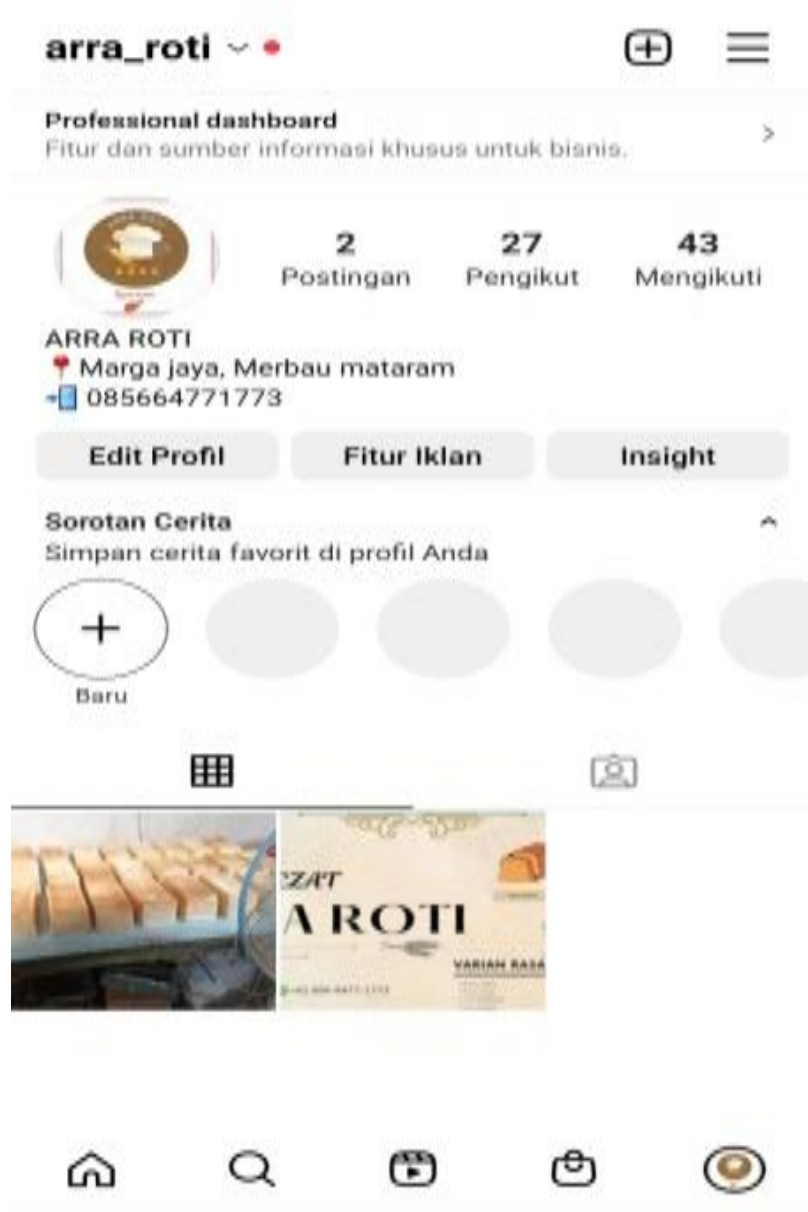 arra_roti
Professional dashboard
Fitur dan sumber informasi khusus untuk bisnis.
2 27 43
Postingan Pengikut Mengikuti
ARRA ROTI
Marga jaya, Merbau mataram
085664771773
Edit Profil Fitur Iklan Insight
Sorotan Cerita
Simpan cerita favorit di profil Anda
Baru
ROTI
VARIAN RASA